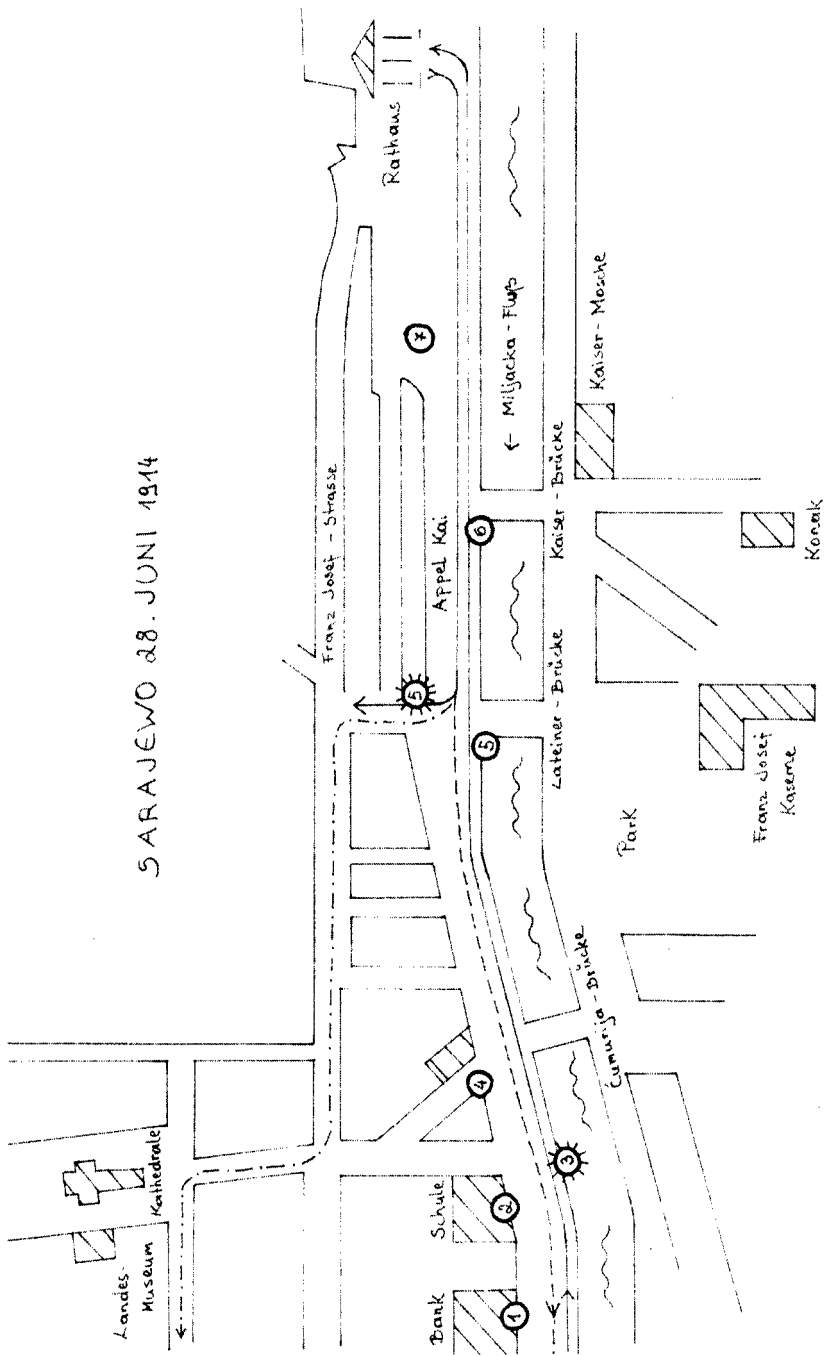 SARAJEWO 28. JUNI 1914
Landes-
Museum
Kathedrale
Franz Josef - Strasse
Rathaus
Bank
Schule
Appel Kai
1
2
3
4
5
5
6
7
← Miljacka - Fluß
Ćumurija - Brücke
Lateiner - Brücke
Kaiser - Brücke
Kaiser - Mosche
Park
Franz Josef
Kaserne
Konak